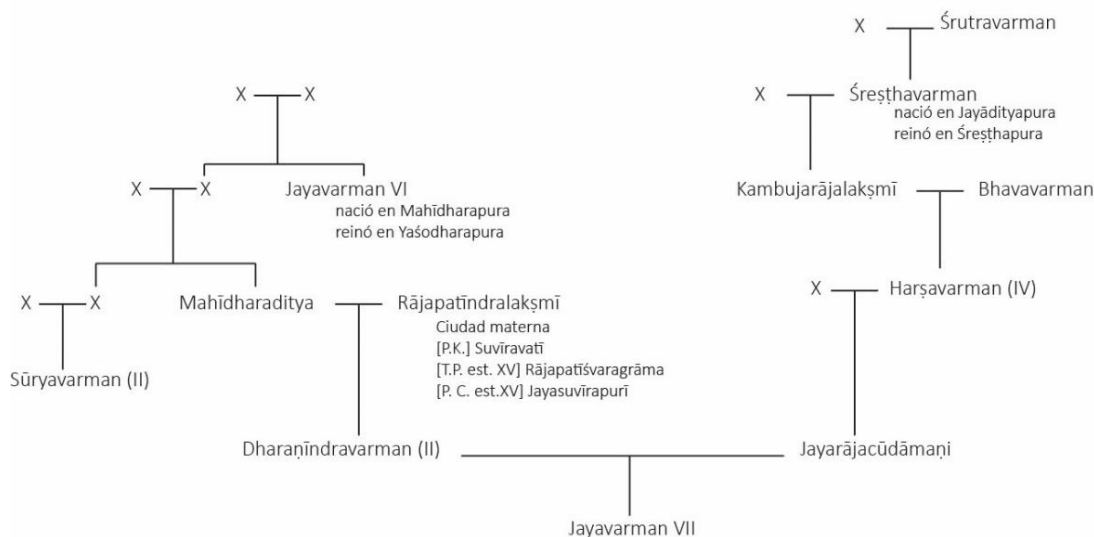 X Śrutravarman
X X
X Śreṣṭhavarman
nació en Jayādityapura
reinó en Śreṣṭhapura
X X Jayavarman VI
Kambujarājalakṣmī Bhavavarman
nació en Mahīdharapura
reinó en Yaśodharapura
X X Mahīdharaditya Rājapatīndralakṣmī
X Harṣavarman (IV)
Ciudad materna
[P.K.] Suvīravatī
[T.P. est. XV] Rājapatīśvaragrāma
[P. C. est.XV] Jayasuvīrapurī
Sūryavarman (II)
Dharaṇīndravarman (II) Jayarājacūdāmaṇi
Jayavarman VII